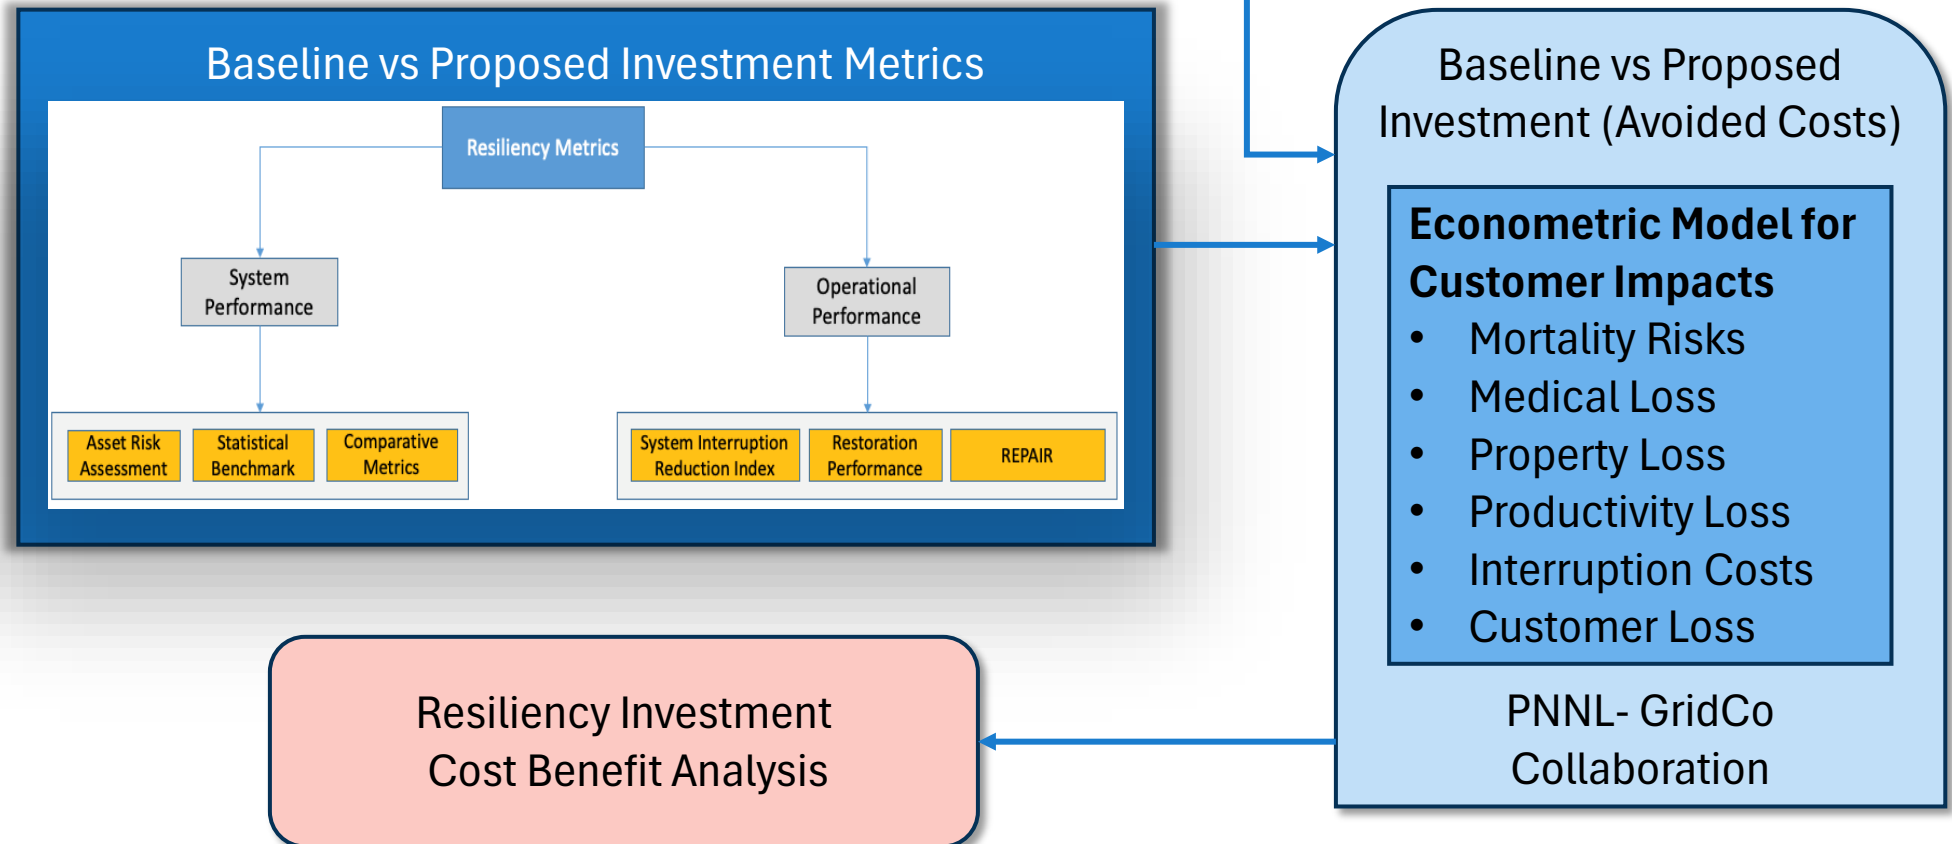 Baseline vs Proposed Investment Metrics
Resiliency Metrics
System
Performance
Operational
Performance
Asset Risk
Assessment
Statistical
Benchmark
Comparative
Metrics
System Interruption
Reduction Index
Restoration
Performance
REPAIR
Baseline vs Proposed
Investment (Avoided Costs)
Econometric Model for
Customer Impacts
• Mortality Risks
• Medical Loss
• Property Loss
• Productivity Loss
• Interruption Costs
• Customer Loss
PNNL- GridCo
Collaboration
Resiliency Investment
Cost Benefit Analysis